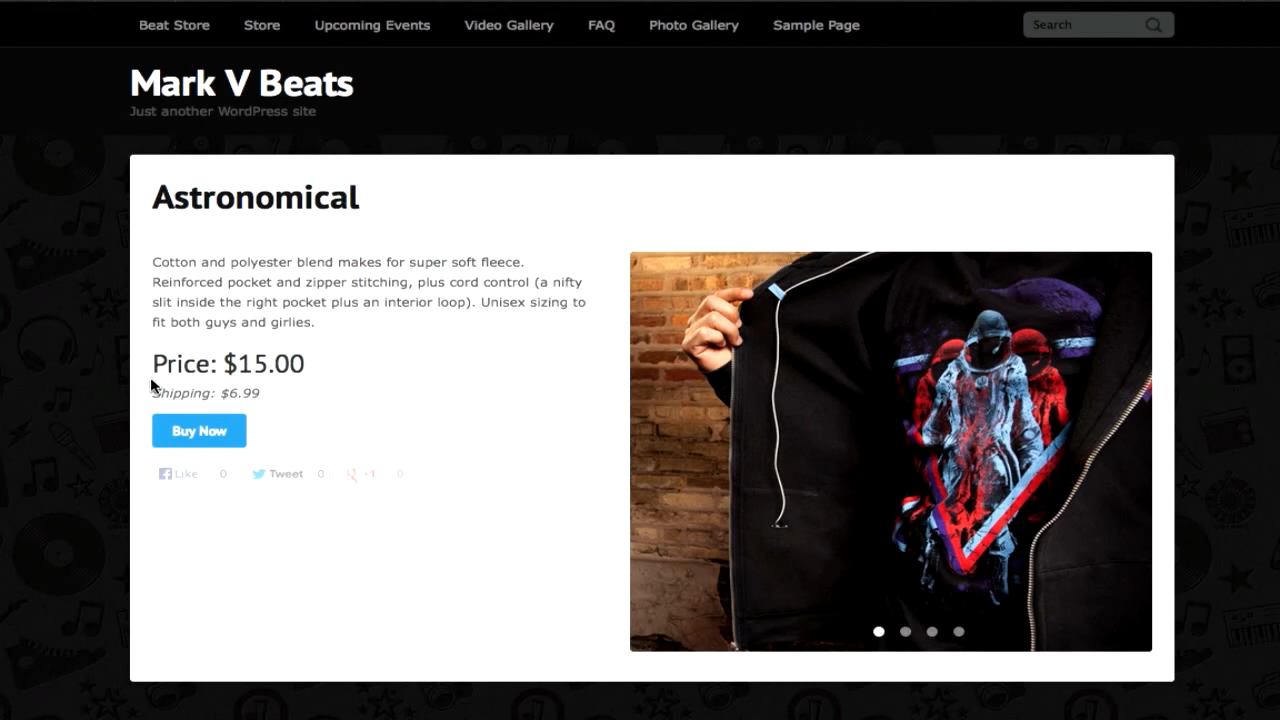 Beat Store Store Upcoming Events Video Gallery FAQ Photo Gallery Sample Page Search
Mark V Beats
Just another WordPress site
Astronomical
Cotton and polyester blend makes for super soft fleece.
Reinforced pocket and zipper stitching, plus cord control (a nifty
slit inside the right pocket plus an interior loop). Unisex sizing to
fit both guys and girlies.
Price: $15.00
Shipping: $6.99
Buy Now
Like 0 Tweet 0 +1 0